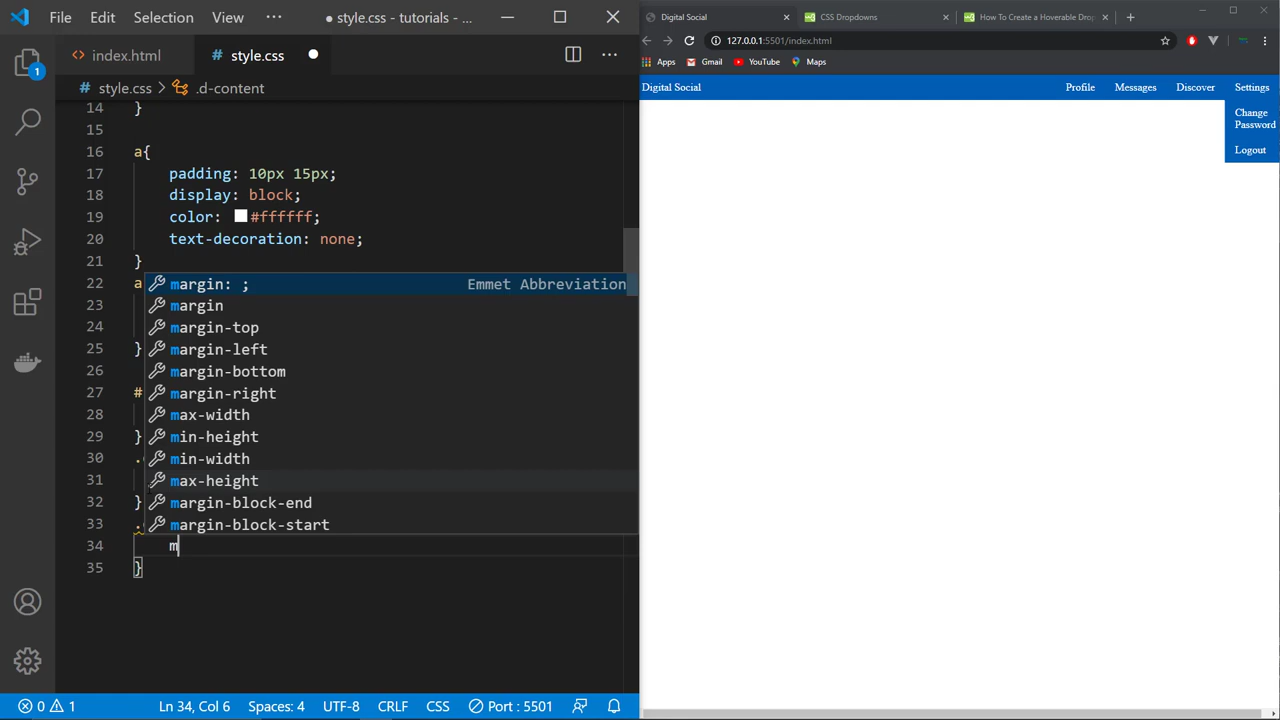 File Edit Selection View ··· ● style.css - tutorials - ...
index.html # style.css ●
# style.css > .d-content
14 }
15
16 a{
17 padding: 10px 15px;
18 display: block;
19 color: #ffffff;
20 text-decoration: none;
21 }
22 a
margin: ; Emmet Abbreviation
23 margin
24 margin-top
margin-left
25 }
26 margin-bottom
27 # margin-right
28 max-width
29 } min-height
30 . min-width
31 max-height
32 } margin-block-end
33 . margin-block-start
34 m
35 }
1
0 1 Ln 34, Col 6 Spaces: 4 UTF-8 CRLF CSS Port : 5501
Digital Social
CSS Dropdowns
How To Create a Hoverable Drop
127.0.0.1:5501/index.html
Apps Gmail YouTube Maps
Digital Social Profile Messages Discover Settings
Change
Password
Logout